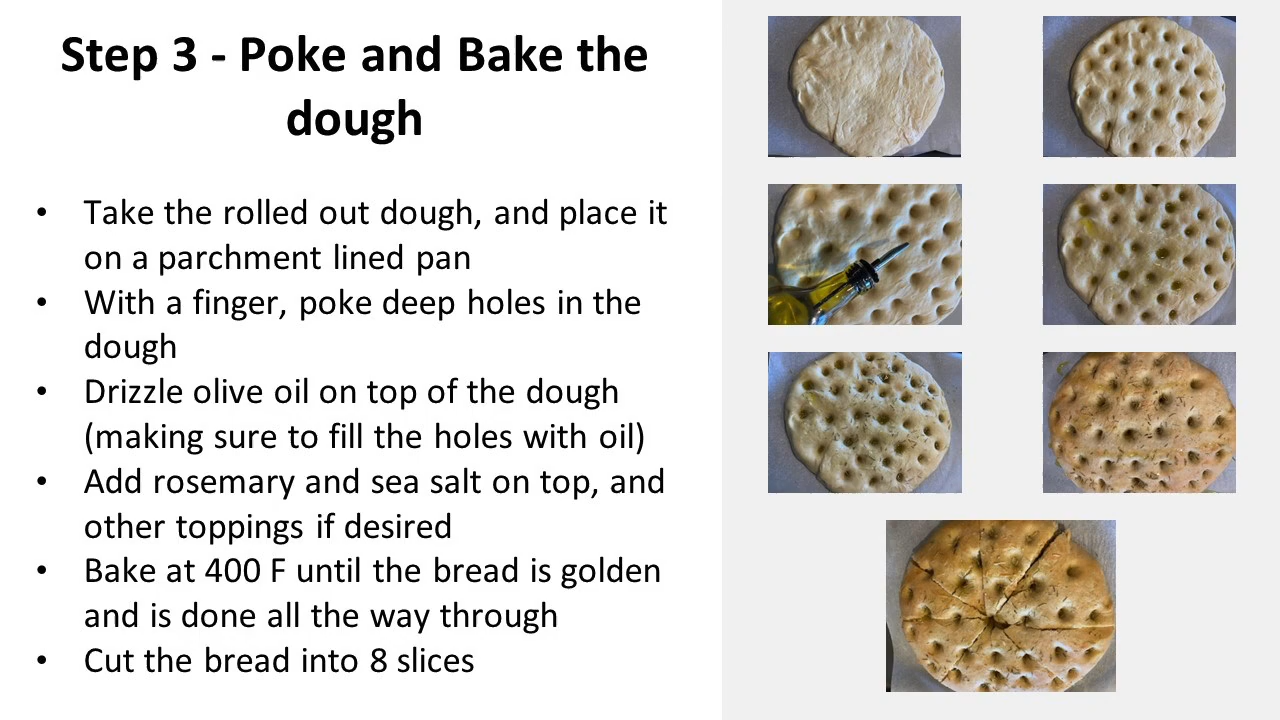 Step 3 - Poke and Bake the
dough
• Take the rolled out dough, and place it
on a parchment lined pan
• With a finger, poke deep holes in the
dough
• Drizzle olive oil on top of the dough
(making sure to fill the holes with oil)
• Add rosemary and sea salt on top, and
other toppings if desired
• Bake at 400 F until the bread is golden
and is done all the way through
• Cut the bread into 8 slices